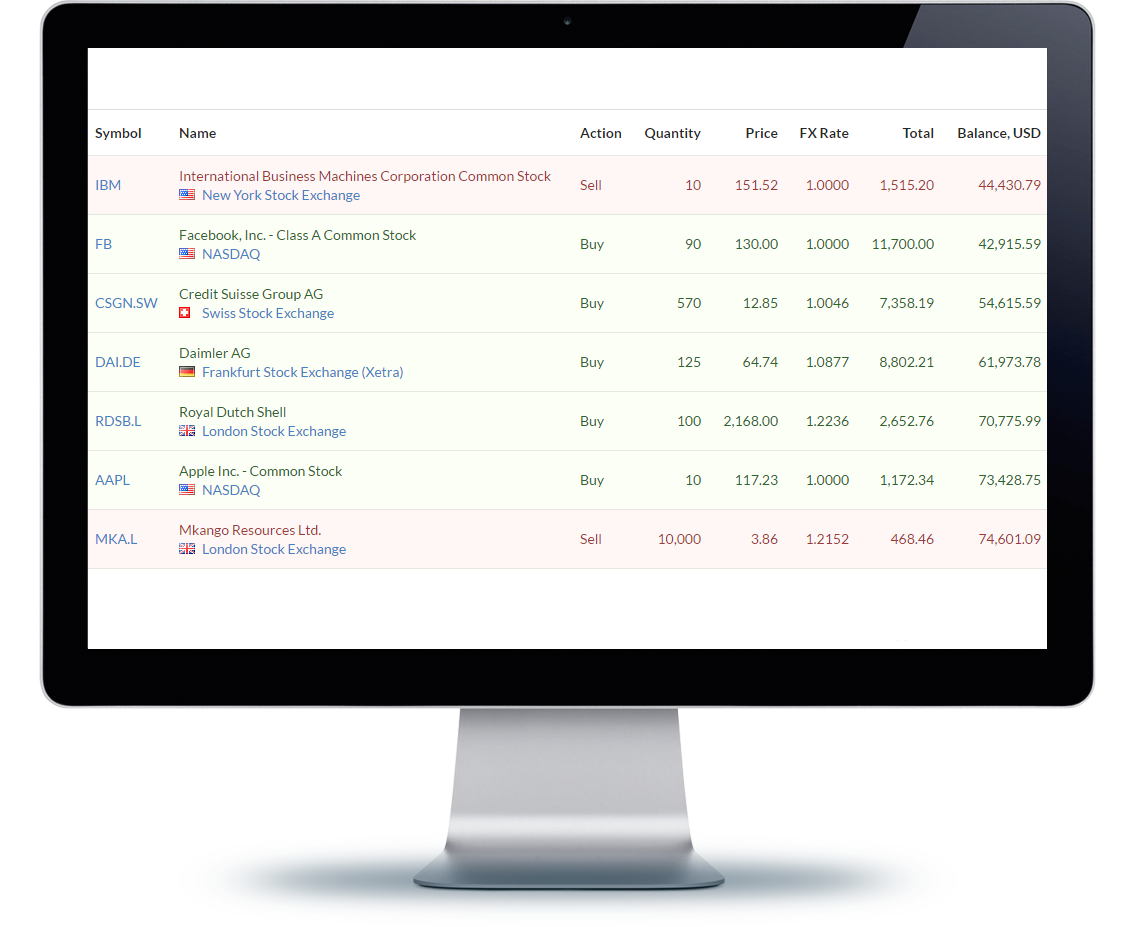 Symbol Name Action Quantity Price FX Rate Total Balance, USD
International Business Machines Corporation Common Stock
IBM Sell 10 151.52 1.0000 1,515.20 44,430.79
New York Stock Exchange
Facebook, Inc. - Class A Common Stock
FB Buy 90 130.00 1.0000 11,700.00 42,915.59
NASDAQ
Credit Suisse Group AG
CSGN.SW Buy 570 12.85 1.0046 7,358.19 54,615.59
Swiss Stock Exchange
Daimler AG
DAI.DE Buy 125 64.74 1.0877 8,802.21 61,973.78
Frankfurt Stock Exchange (Xetra)
Royal Dutch Shell
RDSB.L Buy 100 2,168.00 1.2236 2,652.76 70,775.99
London Stock Exchange
Apple Inc. - Common Stock
AAPL Buy 10 117.23 1.0000 1,172.34 73,428.75
NASDAQ
Mkango Resources Ltd.
MKA.L Sell 10,000 3.86 1.2152 468.46 74,601.09
London Stock Exchange